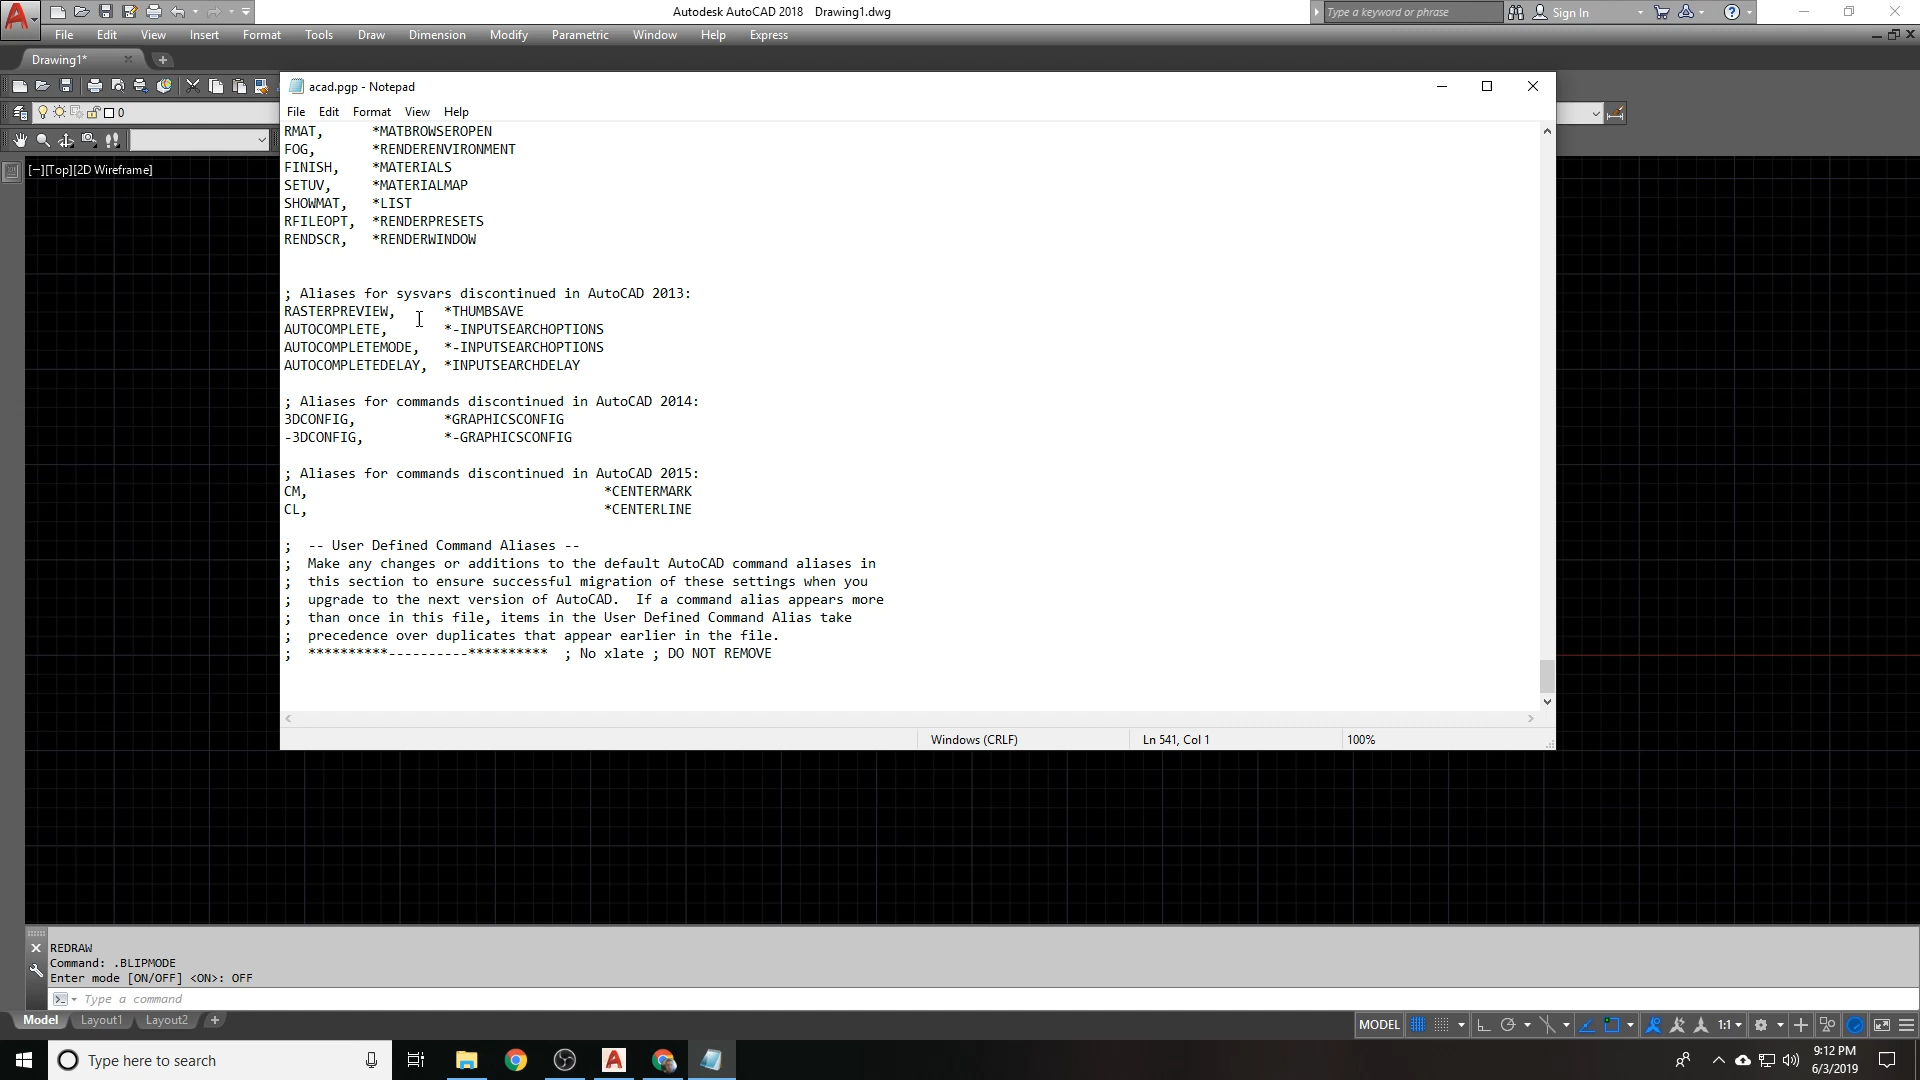 Autodesk AutoCAD 2018 Drawing1.dwg
Type a keyword or phrase
Sign In
File Edit View Insert Format Tools Draw Dimension Modify Parametric Window Help Express
Drawing1*
0
[−][Top][2D Wireframe]
acad.pgp - Notepad
File Edit Format View Help
RMAT, *MATBROWSEROPEN
FOG, *RENDERENVIRONMENT
FINISH, *MATERIALS
SETUV, *MATERIALMAP
SHOWMAT, *LIST
RFILEOPT, *RENDERPRESETS
RENDSCR, *RENDERWINDOW
; Aliases for sysvars discontinued in AutoCAD 2013:
RASTERPREVIEW, *THUMBSAVE
AUTOCOMPLETE, *-INPUTSEARCHOPTIONS
AUTOCOMPLETEMODE, *-INPUTSEARCHOPTIONS
AUTOCOMPLETEDELAY, *INPUTSEARCHDELAY
; Aliases for commands discontinued in AutoCAD 2014:
3DCONFIG, *GRAPHICSCONFIG
-3DCONFIG, *-GRAPHICSCONFIG
; Aliases for commands discontinued in AutoCAD 2015:
CM, *CENTERMARK
CL, *CENTERLINE
; -- User Defined Command Aliases --
; Make any changes or additions to the default AutoCAD command aliases in
; this section to ensure successful migration of these settings when you
; upgrade to the next version of AutoCAD. If a command alias appears more
; than once in this file, items in the User Defined Command Alias take
; precedence over duplicates that appear earlier in the file.
; **********----------********** ; No xlate ; DO NOT REMOVE
Windows (CRLF) Ln 541, Col 1 100%
REDRAW
Command: .BLIPMODE
Enter mode [ON/OFF] <ON>: OFF
Type a command
Model Layout1 Layout2 +
MODEL 1:1
Type here to search
9:12 PM
6/3/2019